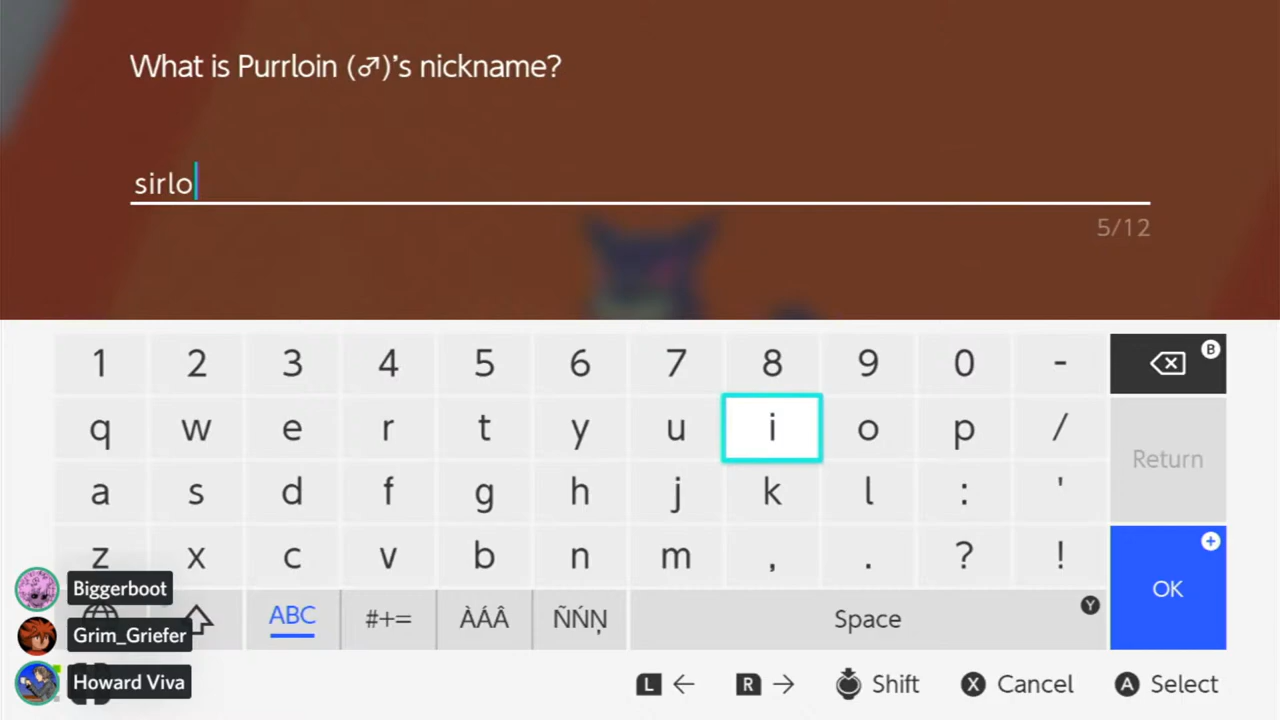 What is Purrloin (♂)'s nickname?
sirlo
5/12
1 2 3 4 5 6 7 8 9 0 - B
q w e r t y u i o p /
Return
a s d f g h j k l : '
z x c v b n m , . ? ! +
OK
Biggerboot
ABC #+= ÀÁÂ ÑŃŅ Space Y
Grim_Griefer
Howard Viva
L ← R → Shift X Cancel A Select